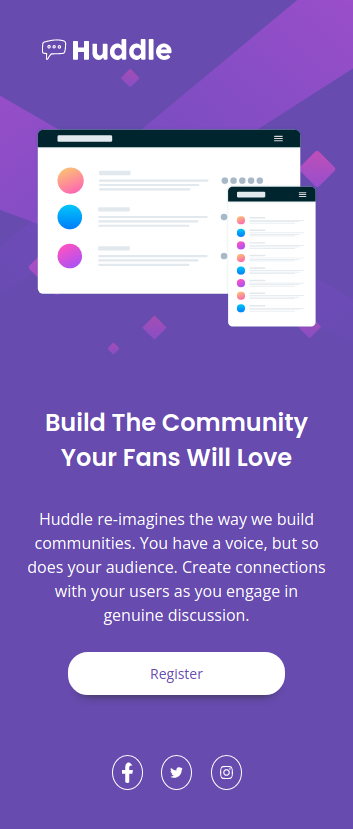 Huddle
Build The Community
Your Fans Will Love
Huddle re-imagines the way we build
communities. You have a voice, but so
does your audience. Create connections
with your users as you engage in
genuine discussion.
Register